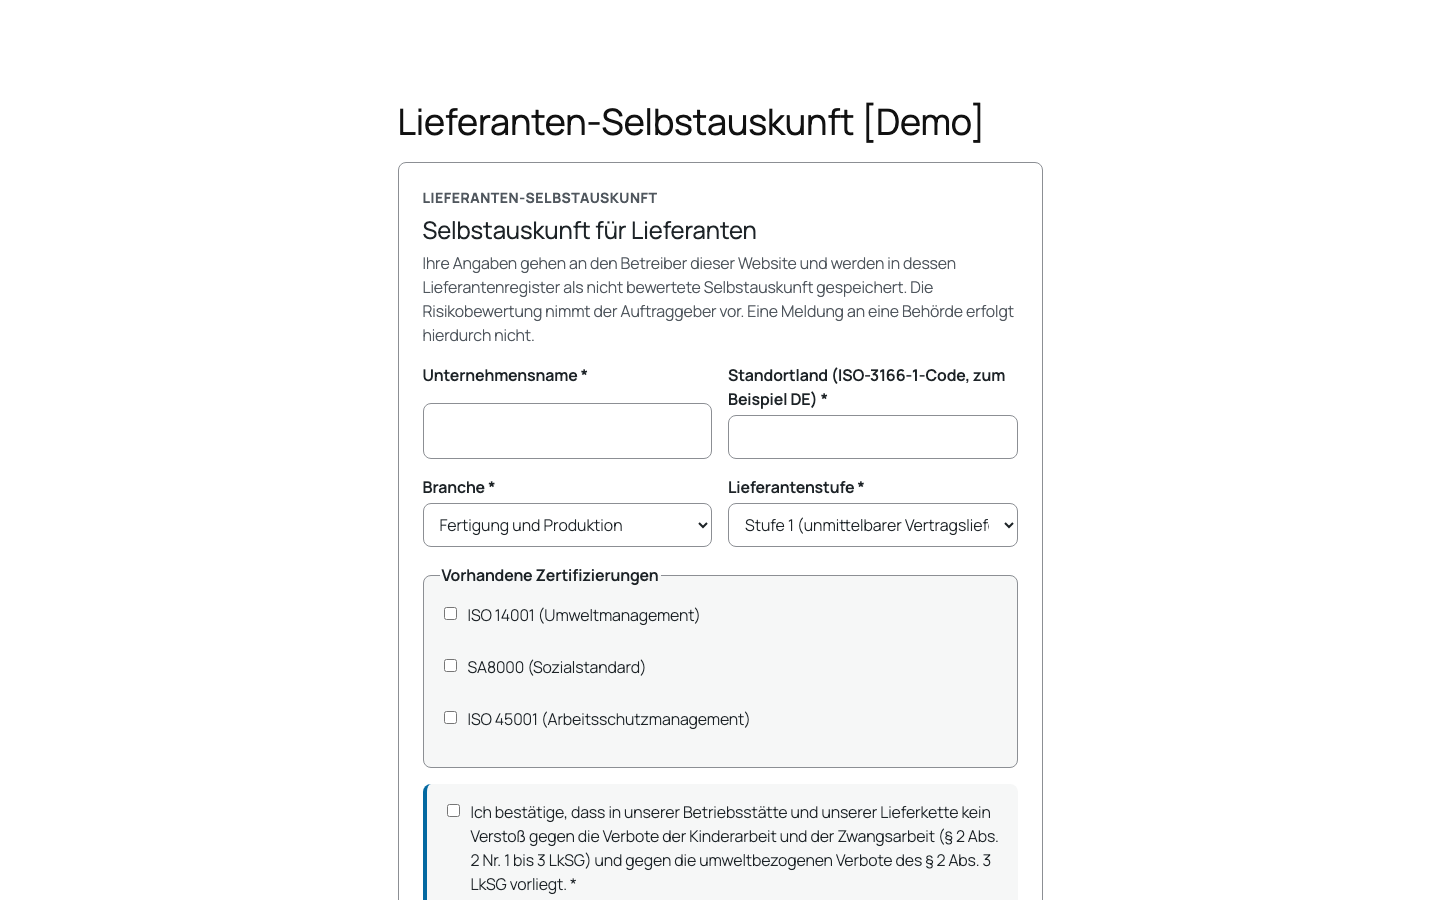 Lieferanten-Selbstauskunft [Demo]
LIEFERANTEN-SELBSTAUSKUNFT
Selbstauskunft für Lieferanten
Ihre Angaben gehen an den Betreiber dieser Website und werden in dessen
Lieferantenregister als nicht bewertete Selbstauskunft gespeichert. Die
Risikobewertung nimmt der Auftraggeber vor. Eine Meldung an eine Behörde erfolgt
hierdurch nicht.
Unternehmensname *
Standortland (ISO-3166-1-Code, zum
Beispiel DE) *
Branche *
Lieferantenstufe *
Fertigung und Produktion
Stufe 1 (unmittelbarer Vertragslief
Vorhandene Zertifizierungen
ISO 14001 (Umweltmanagement)
SA8000 (Sozialstandard)
ISO 45001 (Arbeitsschutzmanagement)
Ich bestätige, dass in unserer Betriebsstätte und unserer Lieferkette kein
Verstoß gegen die Verbote der Kinderarbeit und der Zwangsarbeit (§ 2 Abs.
2 Nr. 1 bis 3 LkSG) und gegen die umweltbezogenen Verbote des § 2 Abs. 3
LkSG vorliegt. *